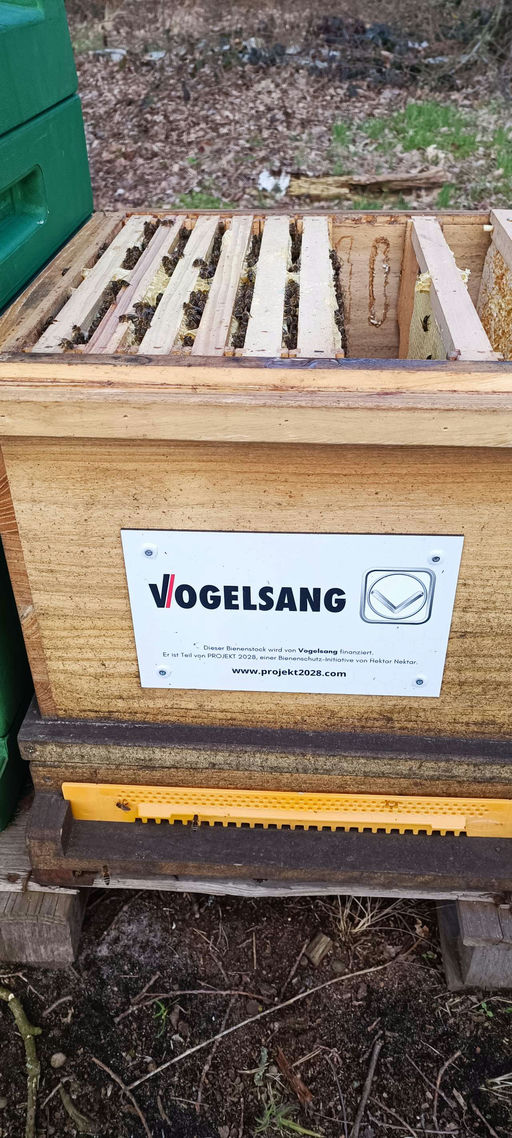 VOGELSANG
Dieser Bienenstock wird von Vogelsang finanziert.
Er ist Teil von PROJEKT 2028, einer Bienenschutz-Initiative von Hektar Nektar.
www.projekt2028.com